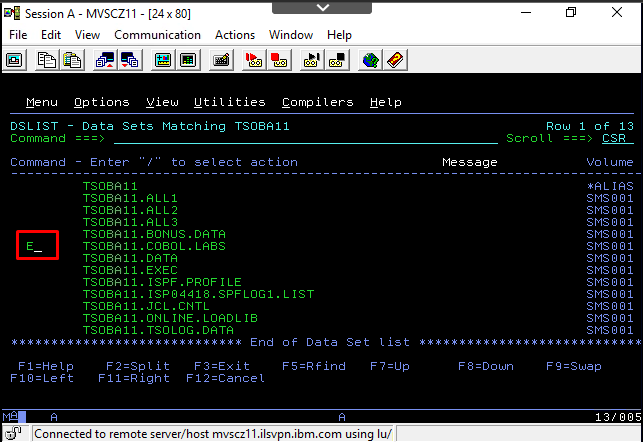 Session A - MVSCZ11 - [24 x 80]
File Edit View Communication Actions Window Help
Menu Options View Utilities Compilers Help
DSLIST - Data Sets Matching TSOBA11 Row 1 of 13
Command ===> Scroll ===> CSR
Command - Enter "/" to select action Message Volume
TSOBA11 *ALIAS
TSOBA11.ALL1 SMS001
TSOBA11.ALL2 SMS001
TSOBA11.ALL3 SMS001
TSOBA11.BONUS.DATA SMS001
E_ TSOBA11.COBOL.LABS SMS001
TSOBA11.DATA SMS001
TSOBA11.EXEC SMS001
TSOBA11.ISPF.PROFILE SMS001
TSOBA11.ISP04418.SPFLOG1.LIST SMS001
TSOBA11.JCL.CNTL SMS001
TSOBA11.ONLINE.LOADLIB SMS001
TSOBA11.TSOLOG.DATA SMS001
***************************** End of Data Set list ****************************
F1=Help F2=Split F3=Exit F5=Rfind F7=Up F8=Down F9=Swap
F10=Left F11=Right F12=Cancel
MA A A 13/005
Connected to remote server/host mvscz11.ilsvpn.ibm.com using lu/